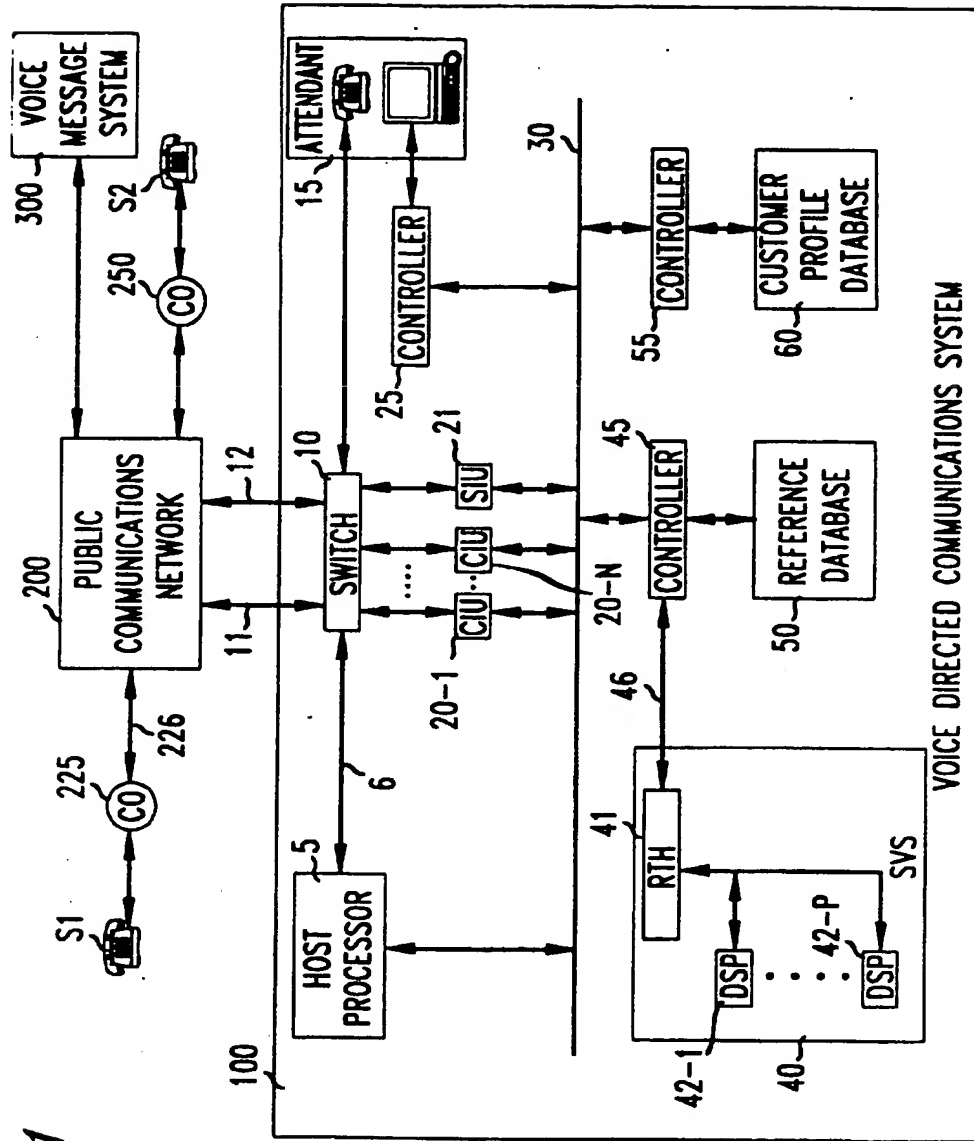 1
S1
225
CO
226
200
PUBLIC
COMMUNICATIONS
NETWORK
300
VOICE
MESSAGE
SYSTEM
250
CO
S2
11
12
100
5
HOST
PROCESSOR
6
10
SWITCH
15
ATTENDANT
25
CONTROLLER
20-1
CIU
CIU
20-N
21
SIU
30
41
RTH
46
45
CONTROLLER
55
CONTROLLER
42-1
DSP
42-P
DSP
SVS
40
50
REFERENCE
DATABASE
60
CUSTOMER
PROFILE
DATABASE
VOICE DIRECTED COMMUNICATIONS SYSTEM